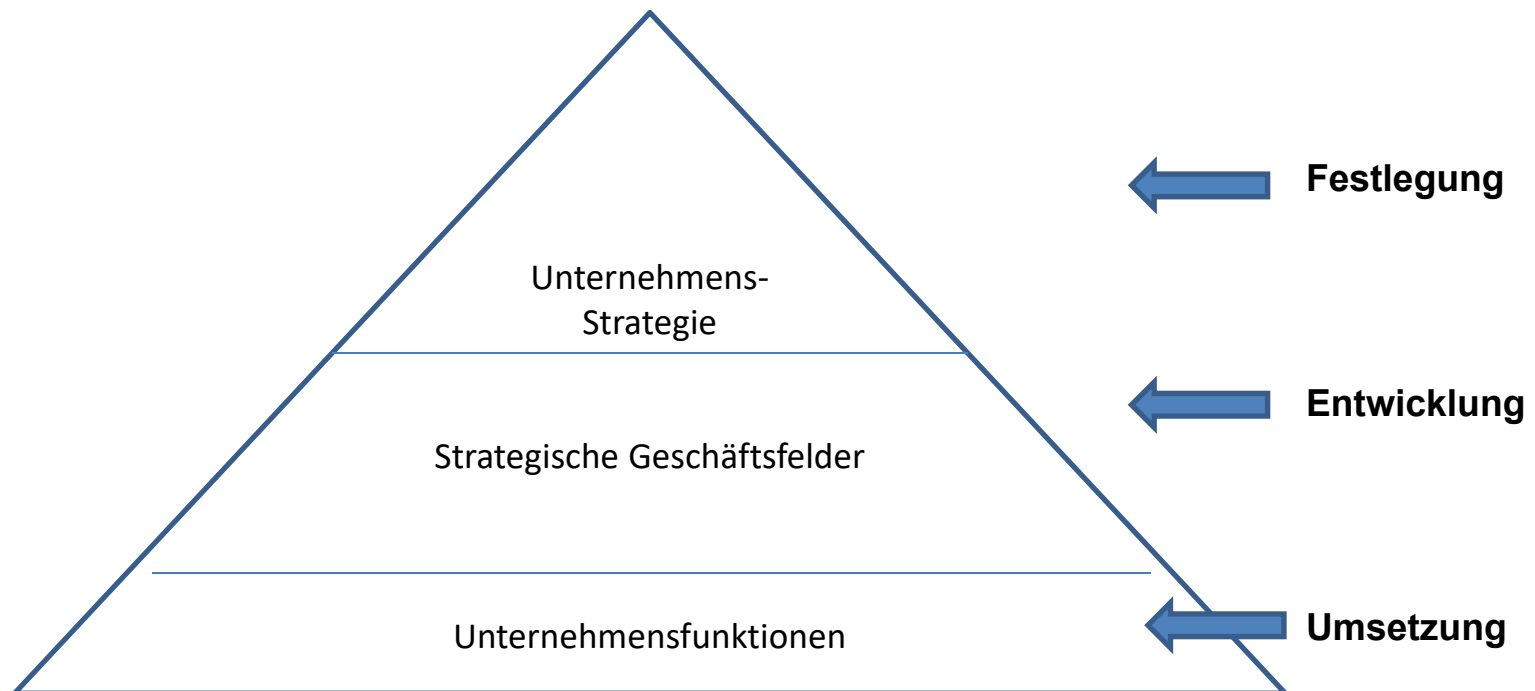 Festlegung
Unternehmens-
Strategie
Entwicklung
Strategische Geschäftsfelder
Umsetzung
Unternehmensfunktionen